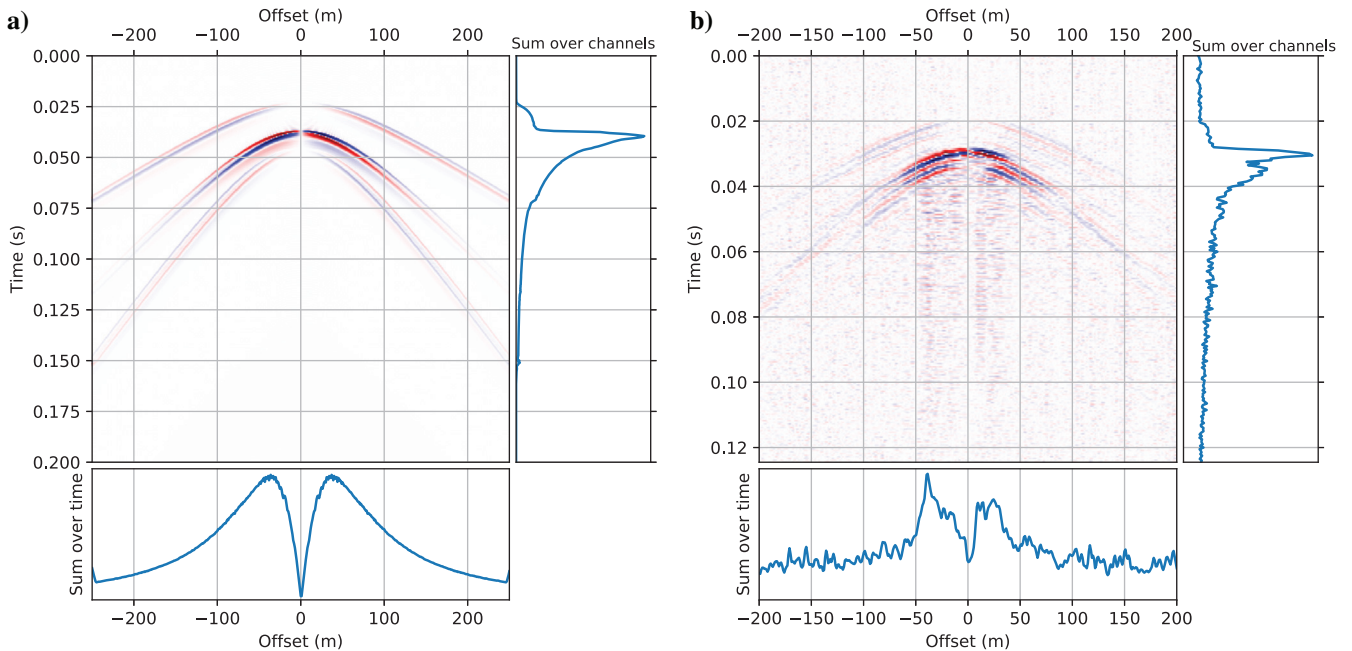 a)
Offset (m)
−200 −100 0 100 200
Sum over channels
0.000
0.025
0.050
0.075
0.100
0.125
0.150
0.175
0.200
Time (s)
Sum over time
−200 −100 0 100 200
Offset (m)
b)
Offset (m)
−200 −150 −100 −50 0 50 100 150 200
Sum over channels
0.00
0.02
0.04
0.06
0.08
0.10
0.12
Time (s)
Sum over time
−200 −150 −100 −50 0 50 100 150 200
Offset (m)